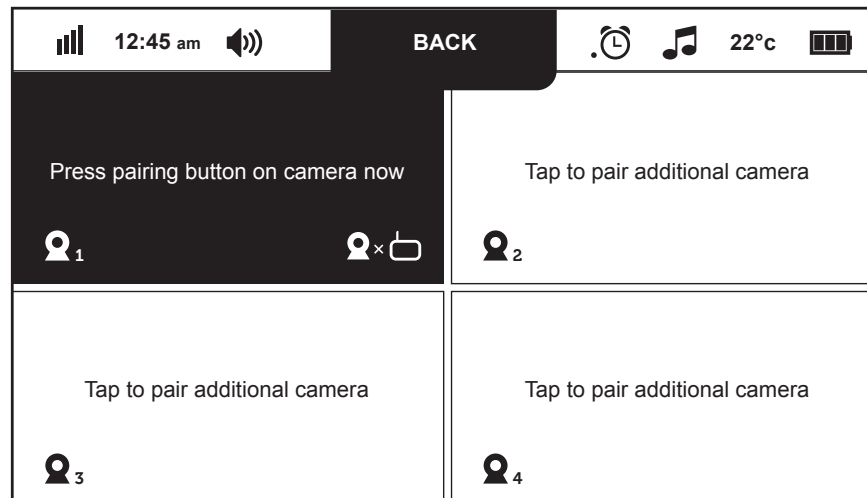 12:45 am BACK 22°c
Press pairing button on camera now
Tap to pair additional camera
1
2
Tap to pair additional camera
Tap to pair additional camera
3
4